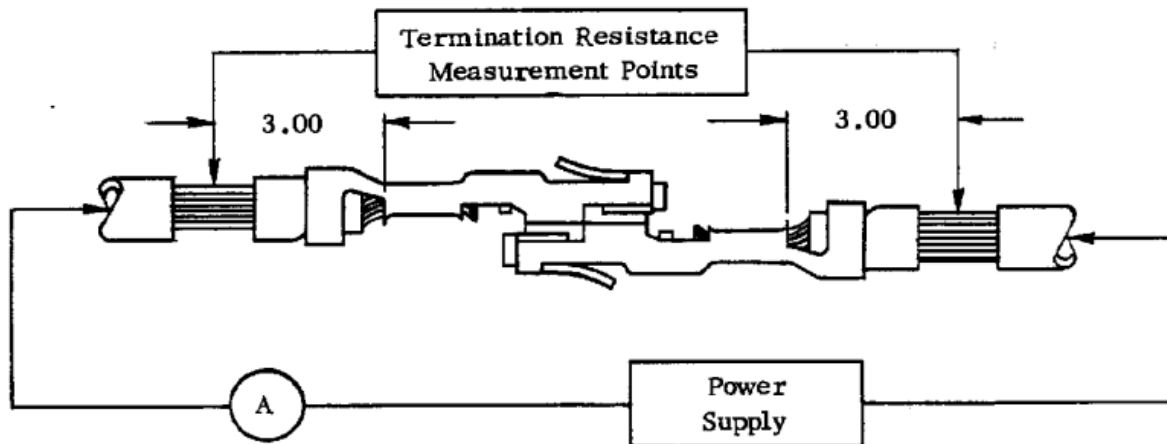 Termination Resistance
Measurement Points
3.00
3.00
A
Power
Supply